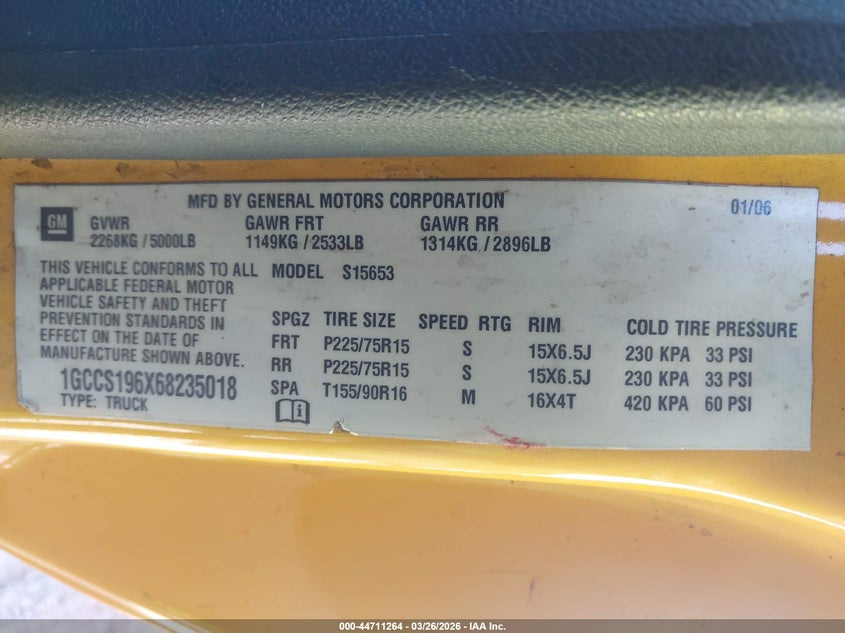 MFD BY GENERAL MOTORS CORPORATION
01/06
GM
GVWR GAWR FRT GAWR RR
2268KG / 5000LB 1149KG / 2533LB 1314KG / 2896LB
THIS VEHICLE CONFORMS TO ALL
APPLICABLE FEDERAL MOTOR
VEHICLE SAFETY AND THEFT
PREVENTION STANDARDS IN
EFFECT ON THE DATE OF
MANUFACTURE SHOWN ABOVE.
1GCCS196X68235018
TYPE: TRUCK
MODEL S15653
SPGZ TIRE SIZE SPEED RTG RIM COLD TIRE PRESSURE
FRT P225/75R15 S 15X6.5J 230 KPA 33 PSI
RR P225/75R15 S 15X6.5J 230 KPA 33 PSI
SPA T155/90R16 M 16X4T 420 KPA 60 PSI
000-44711264 - 03/26/2026 - IAA Inc.